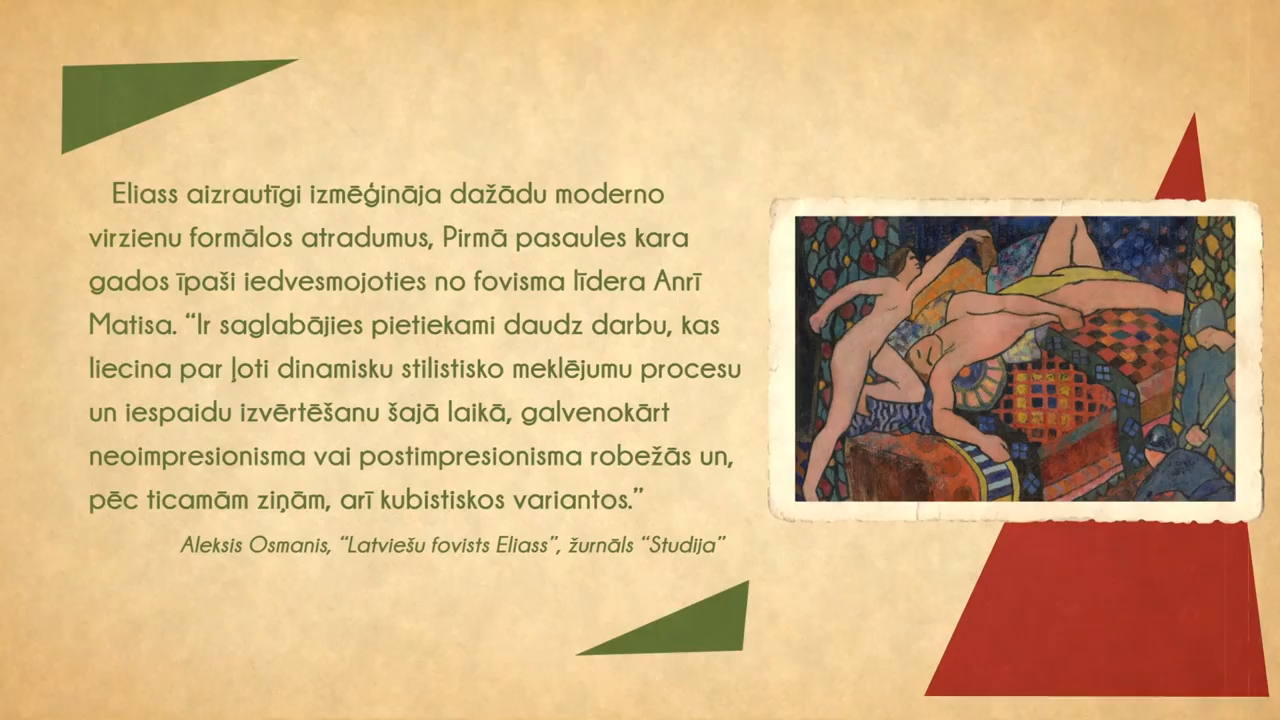 Eliass aizrautīgi izmēģināja dažādu moderno
virzienu formālos atradumus, Pirmā pasaules kara
gados īpaši iedvesmojoties no fovisma līdera Anrī
Matisa. “Ir saglabājies pietiekami daudz darbu, kas
liecina par ļoti dinamisku stilistisko meklējumu procesu
un iespaidu izvērtēšanu šajā laikā, galvenokārt
neoimpresionisma vai postimpresionisma robežās un,
pēc ticamām ziņām, arī kubistiskos variantos.”
Aleksis Osmanis, “Latviešu fovists Eliass”, žurnāls “Studija”